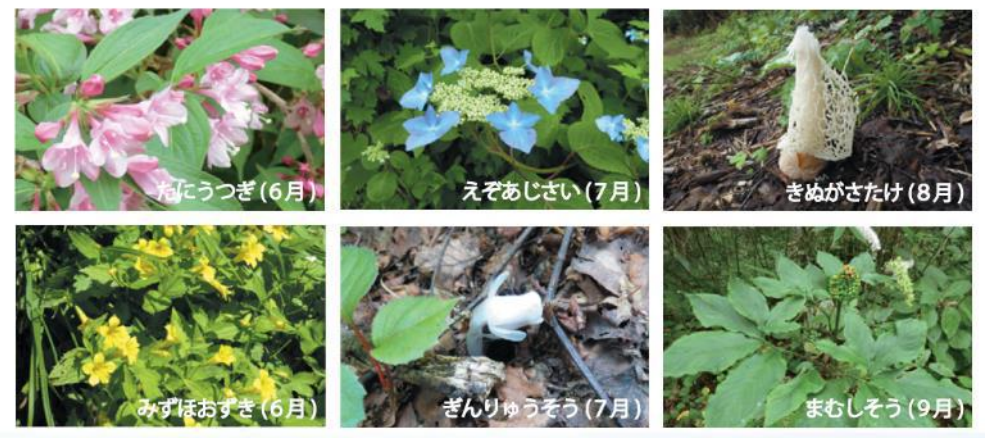 たにうつぎ(6月)
えぞあじさい(7月)
きぬがさたけ(8月)
みずほおずき(6月)
ぎんりゅうそう(7月)
まむしそう(9月)